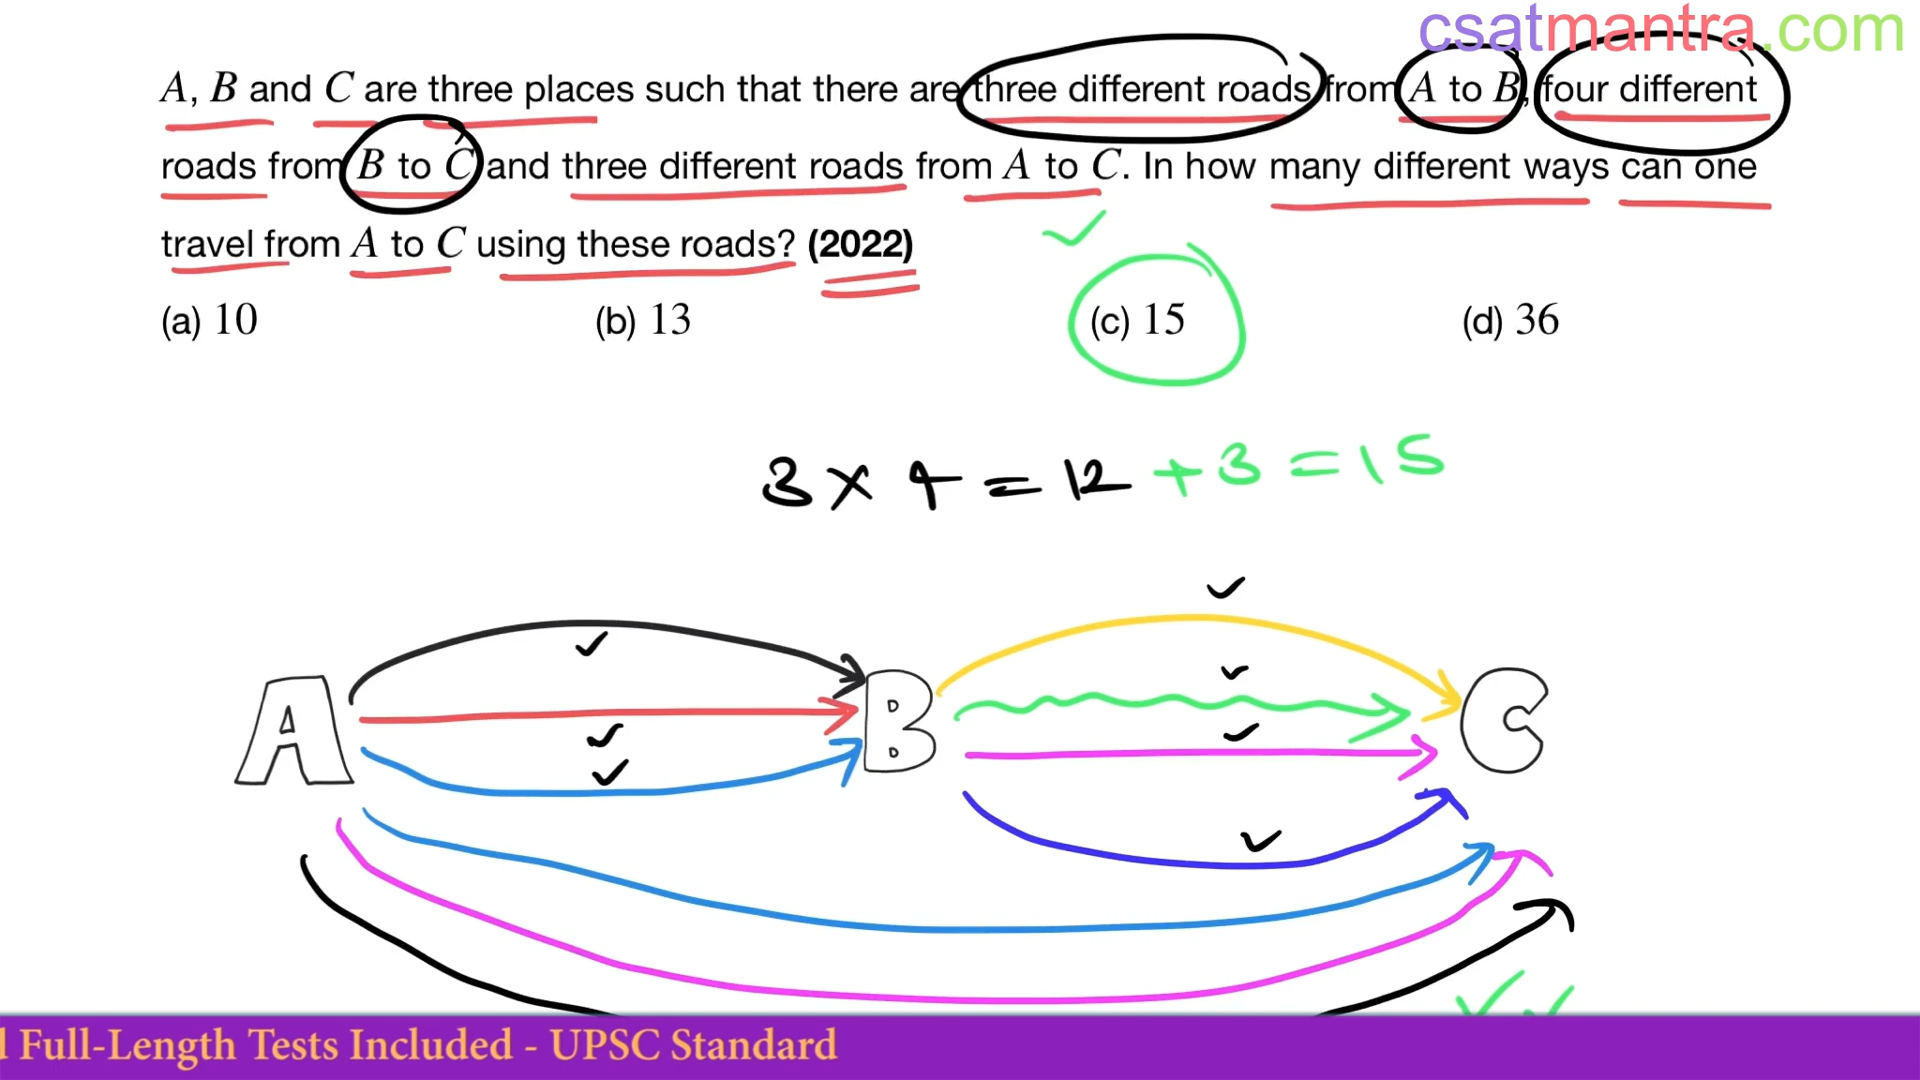 csatmantra.com
A, B and C are three places such that there are three different roads from A to B, four different
roads from B to C and three different roads from A to C. In how many different ways can one
travel from A to C using these roads? (2022)
(a) 10 (b) 13 (c) 15 (d) 36
3 × 4 = 12 + 3 = 15
A B C
Full-Length Tests Included - UPSC Standard